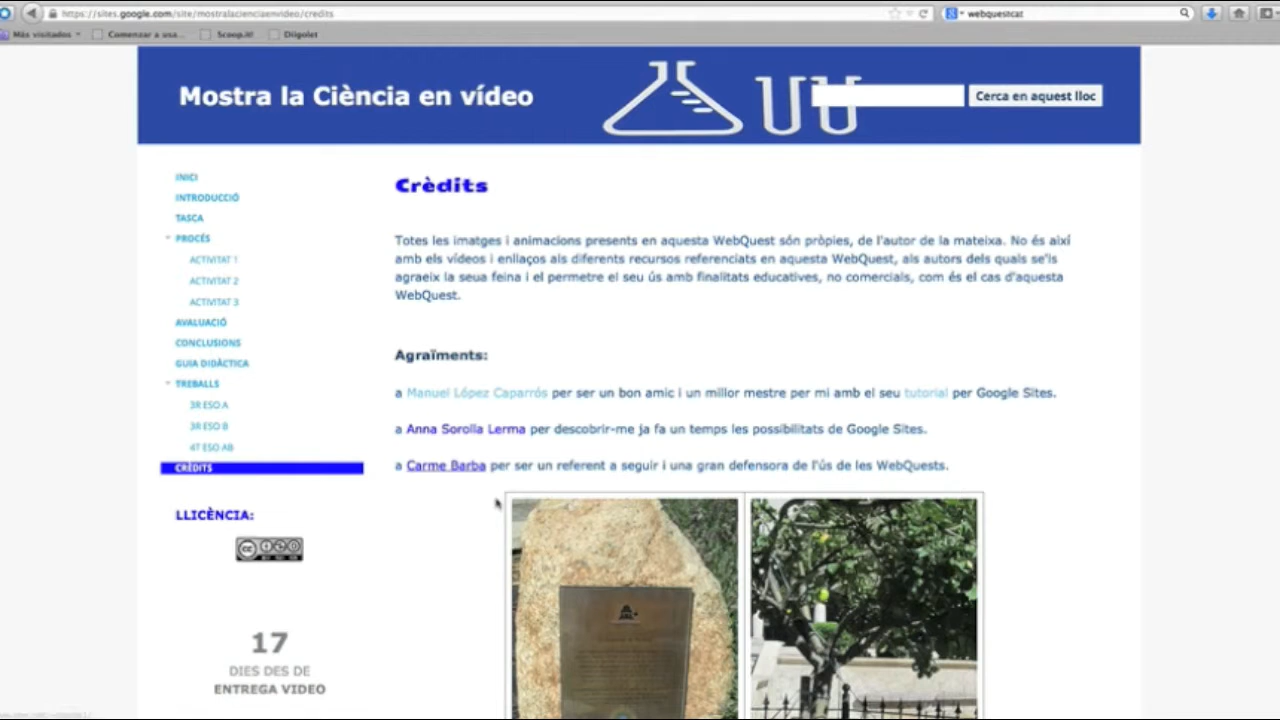 https://sites.google.com/site/mostralacienciaenvideo/credits
webquestcat
Más visitados
Comenzar a usa...
Scoop.it!
Diigolet
Mostra la Ciència en vídeo
Cerca en aquest lloc
INICI
INTRODUCCIÓ
TASCA
PROCÉS
ACTIVITAT 1
ACTIVITAT 2
ACTIVITAT 3
AVALUACIÓ
CONCLUSIONS
GUIA DIDÀCTICA
TREBALLS
3R ESO A
3R ESO B
4T ESO AB
CRÈDITS
LLICÈNCIA:
cc
17
DIES DES DE
ENTREGA VIDEO
Crèdits
Totes les imatges i animacions presents en aquesta WebQuest són pròpies, de l'autor de la mateixa. No és així
amb els vídeos i enllaços als diferents recursos referenciats en aquesta WebQuest, als autors dels quals se'ls
agraeix la seua feina i el permetre el seu ús amb finalitats educatives, no comercials, com és el cas d'aquesta
WebQuest.
Agraïments:
a Manuel López Caparrós per ser un bon amic i un millor mestre per mi amb el seu tutorial per Google Sites.
a Anna Sorolla Lerma per descobrir-me ja fa un temps les possibilitats de Google Sites.
a Carme Barba per ser un referent a seguir i una gran defensora de l'ús de les WebQuests.